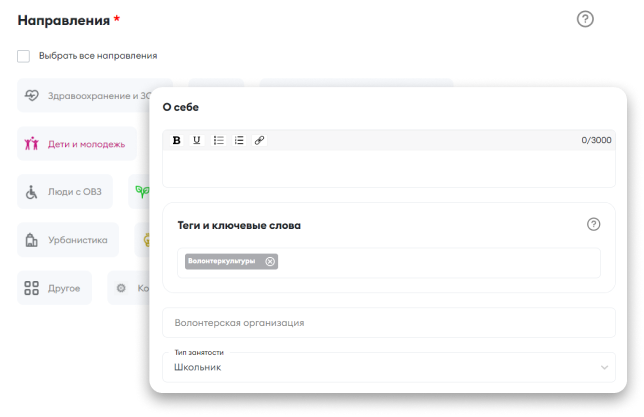 Направления *
Выбрать все направления
Здравоохранение и ЗО
Дети и молодежь
Люди с ОВЗ
Урбанистика
Другое
Ко
О себе
B U 0/3000
Теги и ключевые слова
Волонтеркультуры
Волонтерская организация
Тип занятости
Школьник